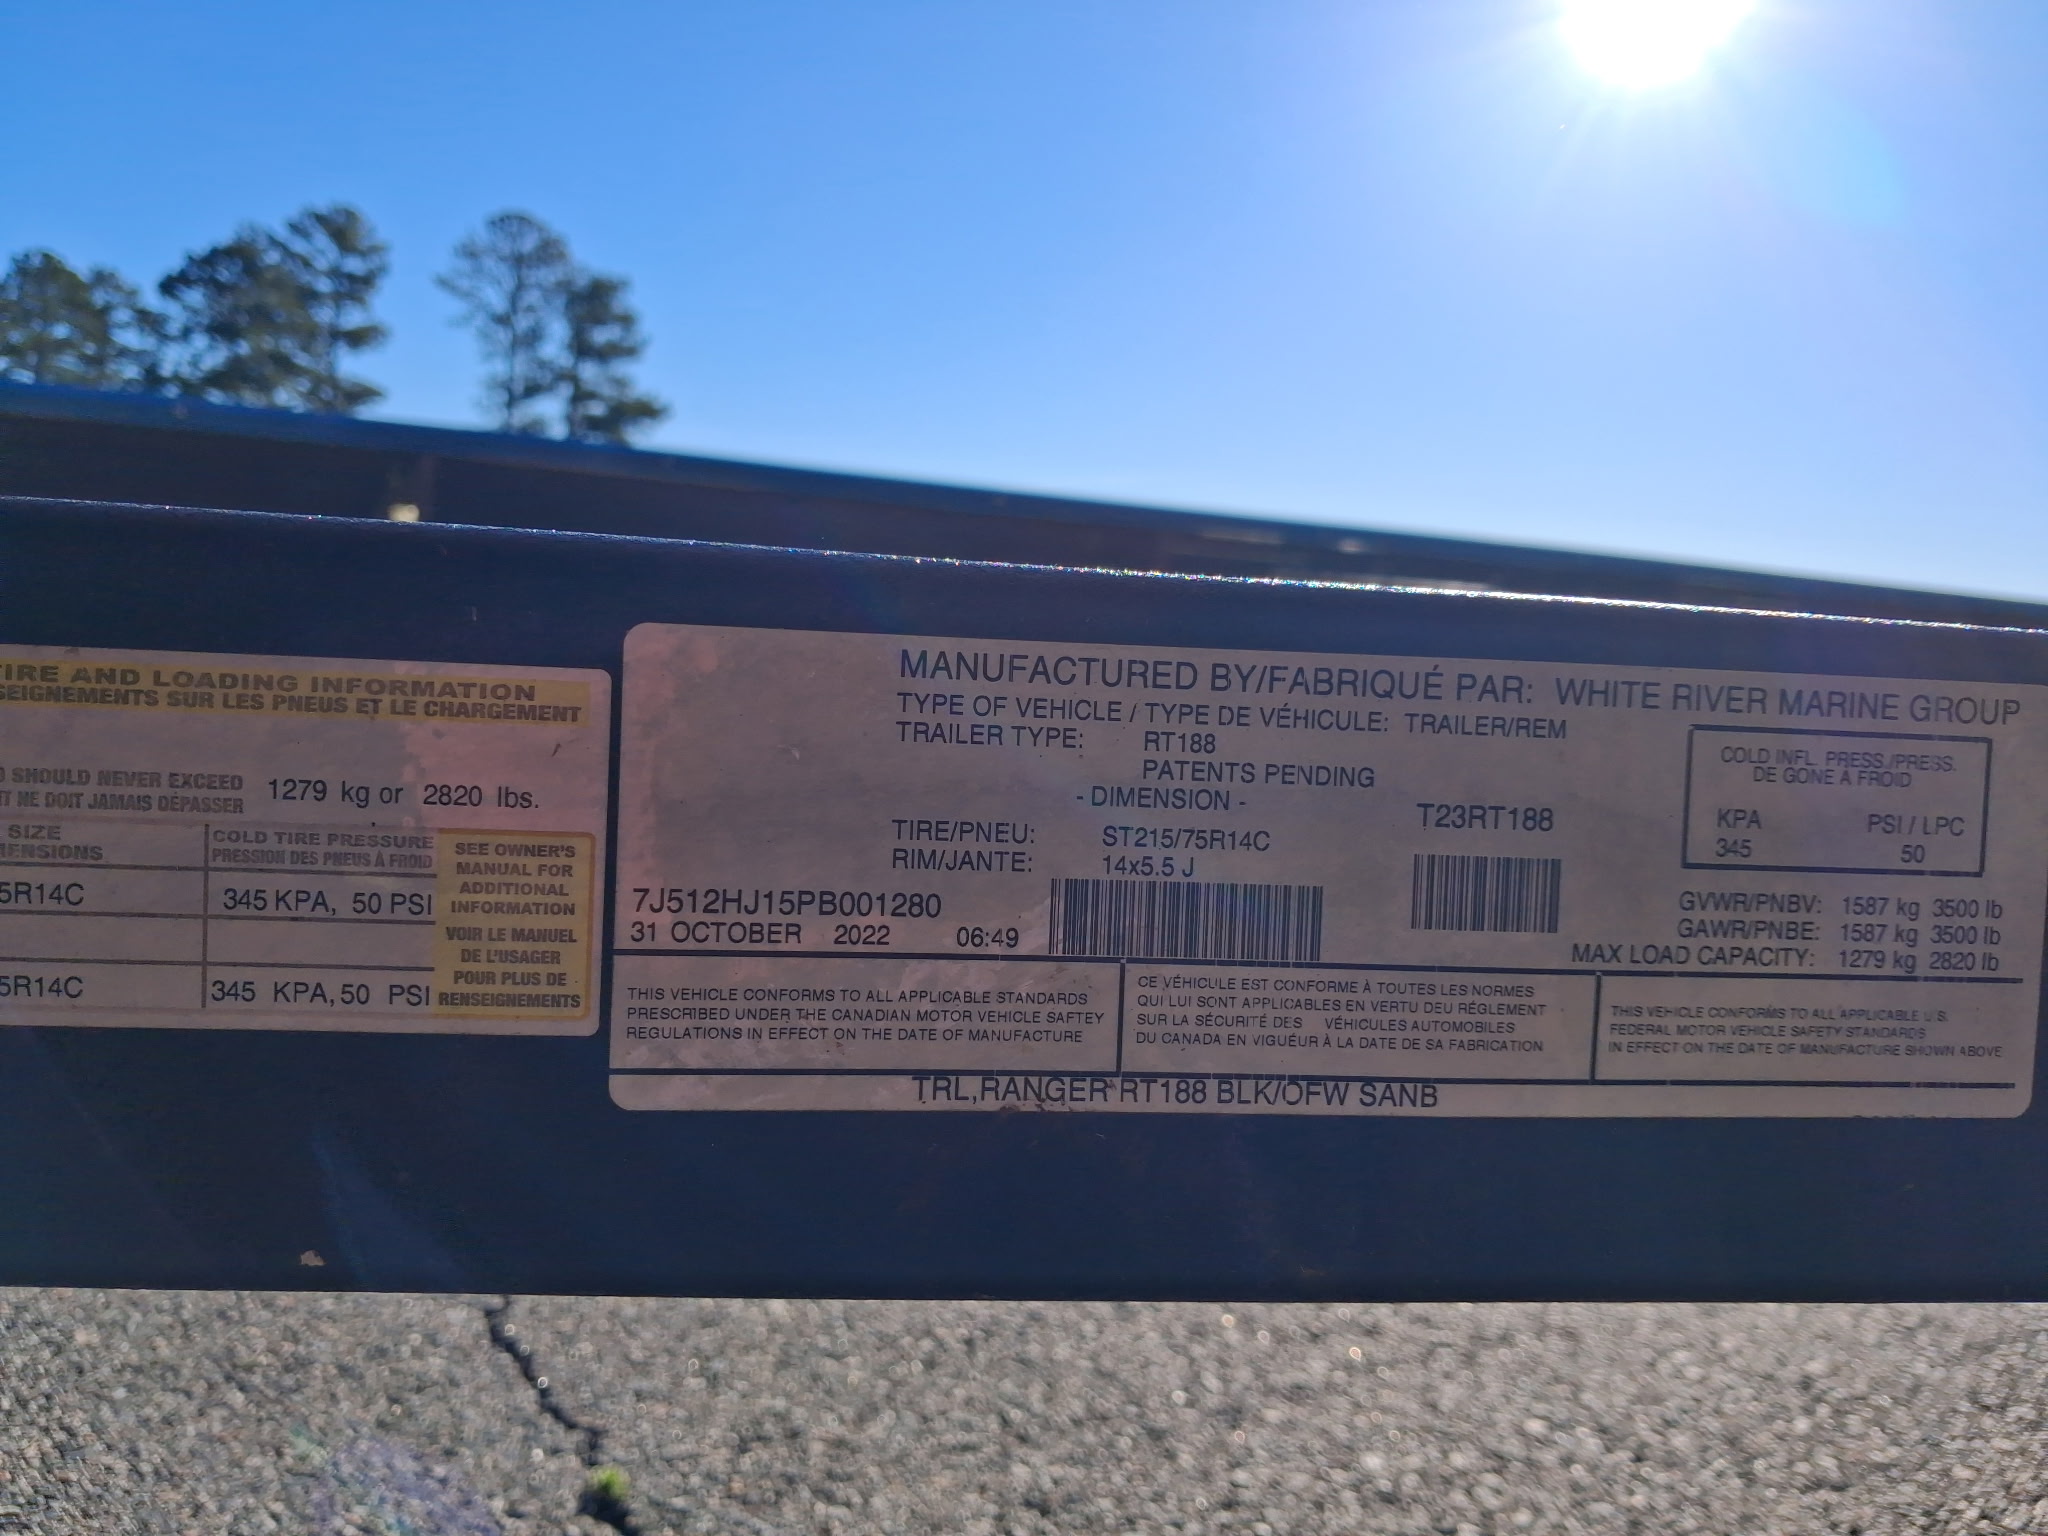 TIRE AND LOADING INFORMATION
SEIGNEMENTS SUR LES PNEUS ET LE CHARGEMENT
SHOULD NEVER EXCEED
NE DOIT JAMAIS DÉPASSER
1279 kg or 2820 lbs.
SIZE
ENSIONS
COLD TIRE PRESSURE
PRESSION DES PNEUS À FROID
5R14C
345 KPA, 50 PSI
5R14C
345 KPA, 50 PSI
SEE OWNER'S
MANUAL FOR
ADDITIONAL
INFORMATION
VOIR LE MANUEL
DE L'USAGER
POUR PLUS DE
RENSEIGNEMENTS
MANUFACTURED BY/FABRIQUÉ PAR: WHITE RIVER MARINE GROUP
TYPE OF VEHICLE / TYPE DE VÉHICULE: TRAILER/REM
TRAILER TYPE: RT188
PATENTS PENDING
- DIMENSION -
TIRE/PNEU: ST215/75R14C
RIM/JANTE: 14x5.5 J
T23RT188
COLD INFL. PRESS./PRESS.
DE GONE A FROID
KPA PSI / LPC
345 50
7J512HJ15PB001280
31 OCTOBER 2022 06:49
GVWR/PNBV: 1587 kg 3500 lb
GAWR/PNBE: 1587 kg 3500 lb
MAX LOAD CAPACITY: 1279 kg 2820 lb
THIS VEHICLE CONFORMS TO ALL APPLICABLE STANDARDS
PRESCRIBED UNDER THE CANADIAN MOTOR VEHICLE SAFTEY
REGULATIONS IN EFFECT ON THE DATE OF MANUFACTURE
CE VÉHICULE EST CONFORME À TOUTES LES NORMES
QUI LUI SONT APPLICABLES EN VERTU DEU RÉGLEMENT
SUR LA SÉCURITÉ DES VÉHICULES AUTOMOBILES
DU CANADA EN VIGUÉUR À LA DATE DE SA FABRICATION
THIS VEHICLE CONFORMS TO ALL APPLICABLE U.S.
FEDERAL MOTOR VEHICLE SAFETY STANDARDS
IN EFFECT ON THE DATE OF MANUFACTURE SHOWN ABOVE
TRL,RANGER RT188 BLK/OFW SANB